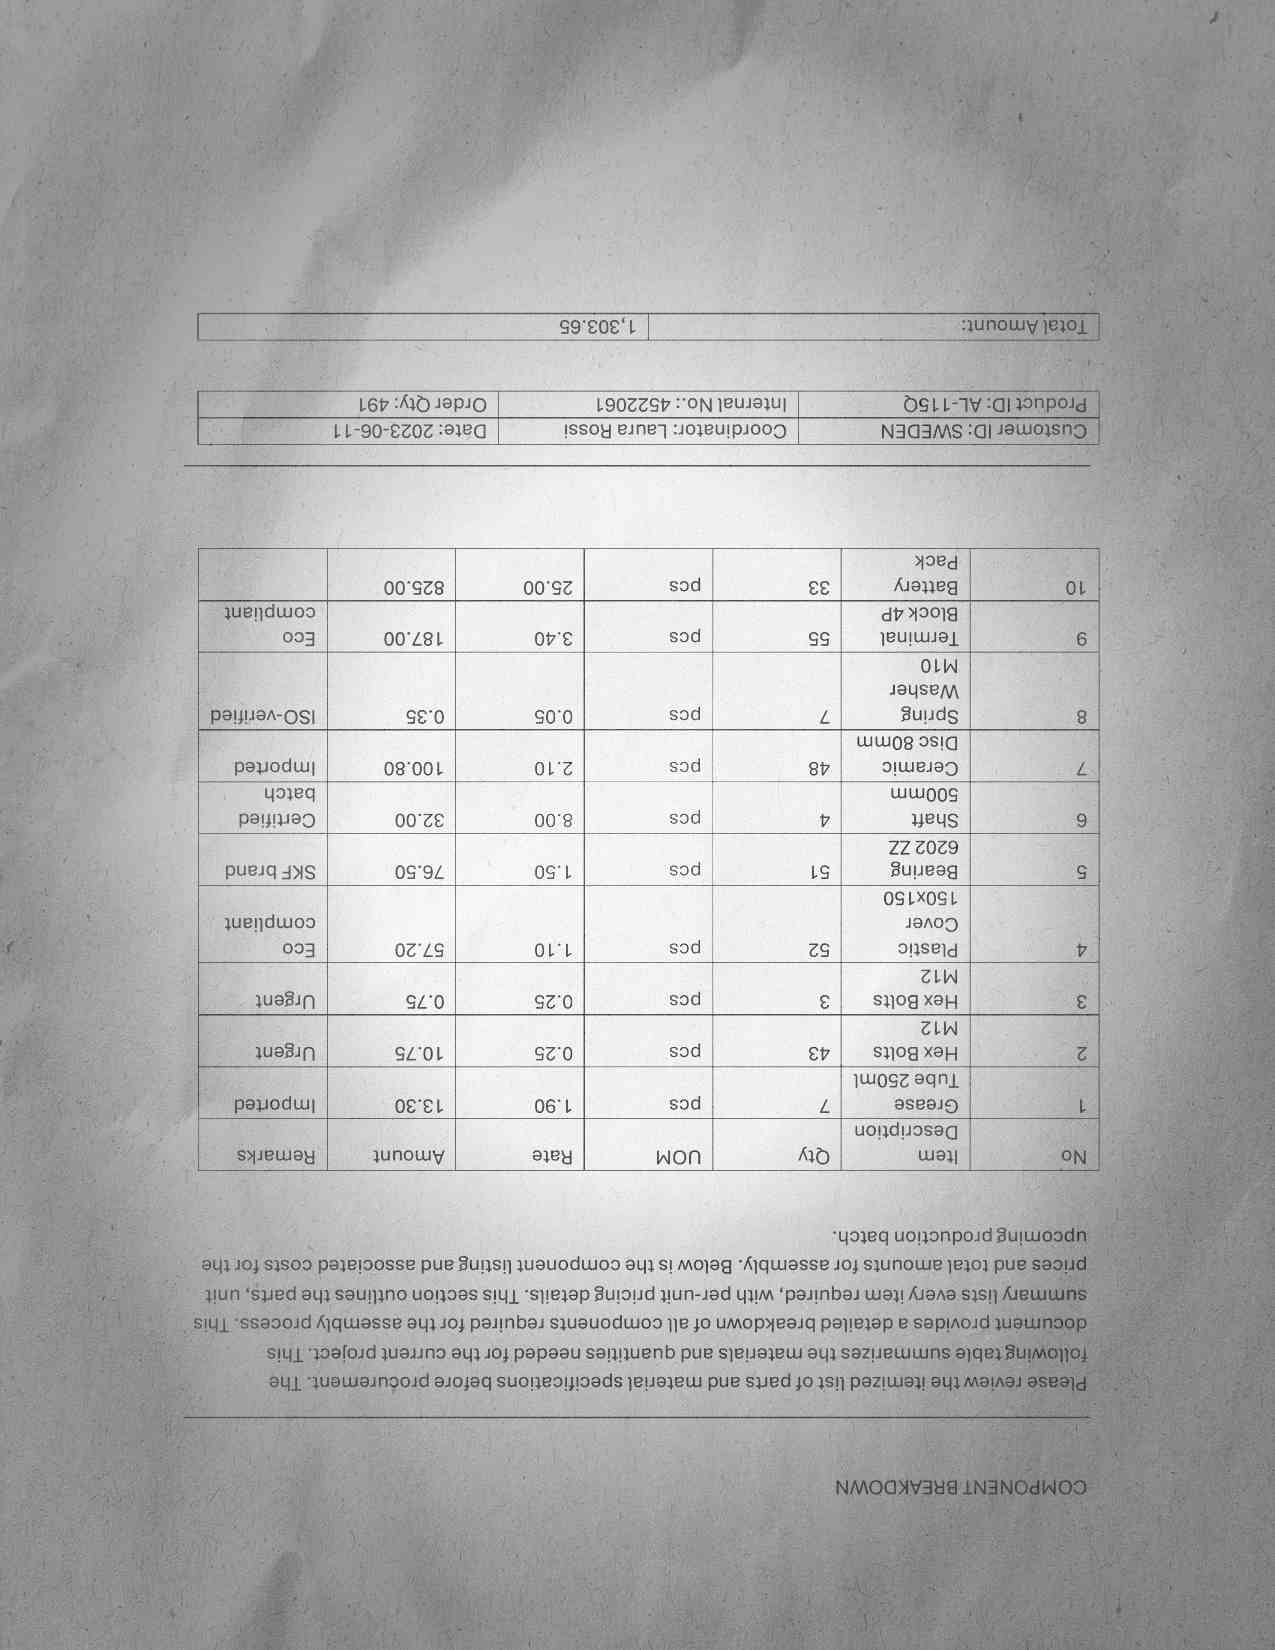 COMPONENT BREAKDOWN
Please review the itemized list of parts and material specifications before procurement. The
following table summarizes the materials and quantities needed for the current project. This
document provides a detailed breakdown of all components required for the assembly process. This
summary lists every item required, with per-unit pricing details. This section outlines the parts, unit
prices and total amounts for assembly. Below is the component listing and associated costs for the
upcoming production batch.
No Item Qty UOM Rate Amount Remarks
Description
1 Grease 7 pcs 1.90 13.30 Imported
Tube 250ml
2 Hex Bolts 43 pcs 0.25 10.75 Urgent
M12
3 Hex Bolts 3 pcs 0.25 0.75 Urgent
M12
4 Plastic 52 pcs 1.10 57.20 Eco
Cover compliant
150x150
5 Bearing 51 pcs 1.50 76.50 SKF brand
6202 ZZ
6 Shaft 4 pcs 8.00 32.00 Certified
500mm batch
7 Ceramic 48 pcs 2.10 100.80 Imported
Disc 80mm
8 Spring 7 pcs 0.05 0.35 ISO-verified
Washer
M10
9 Terminal 55 pcs 3.40 187.00 Eco
Block 4P compliant
10 Battery 33 pcs 25.00 825.00
Pack
Customer ID: SWEDEN Coordinator: Laura Rossi Date: 2023-06-11
Product ID: AL-115Q Internal No.: 4522061 Order Qty: 491
Total Amount: 1,303.65